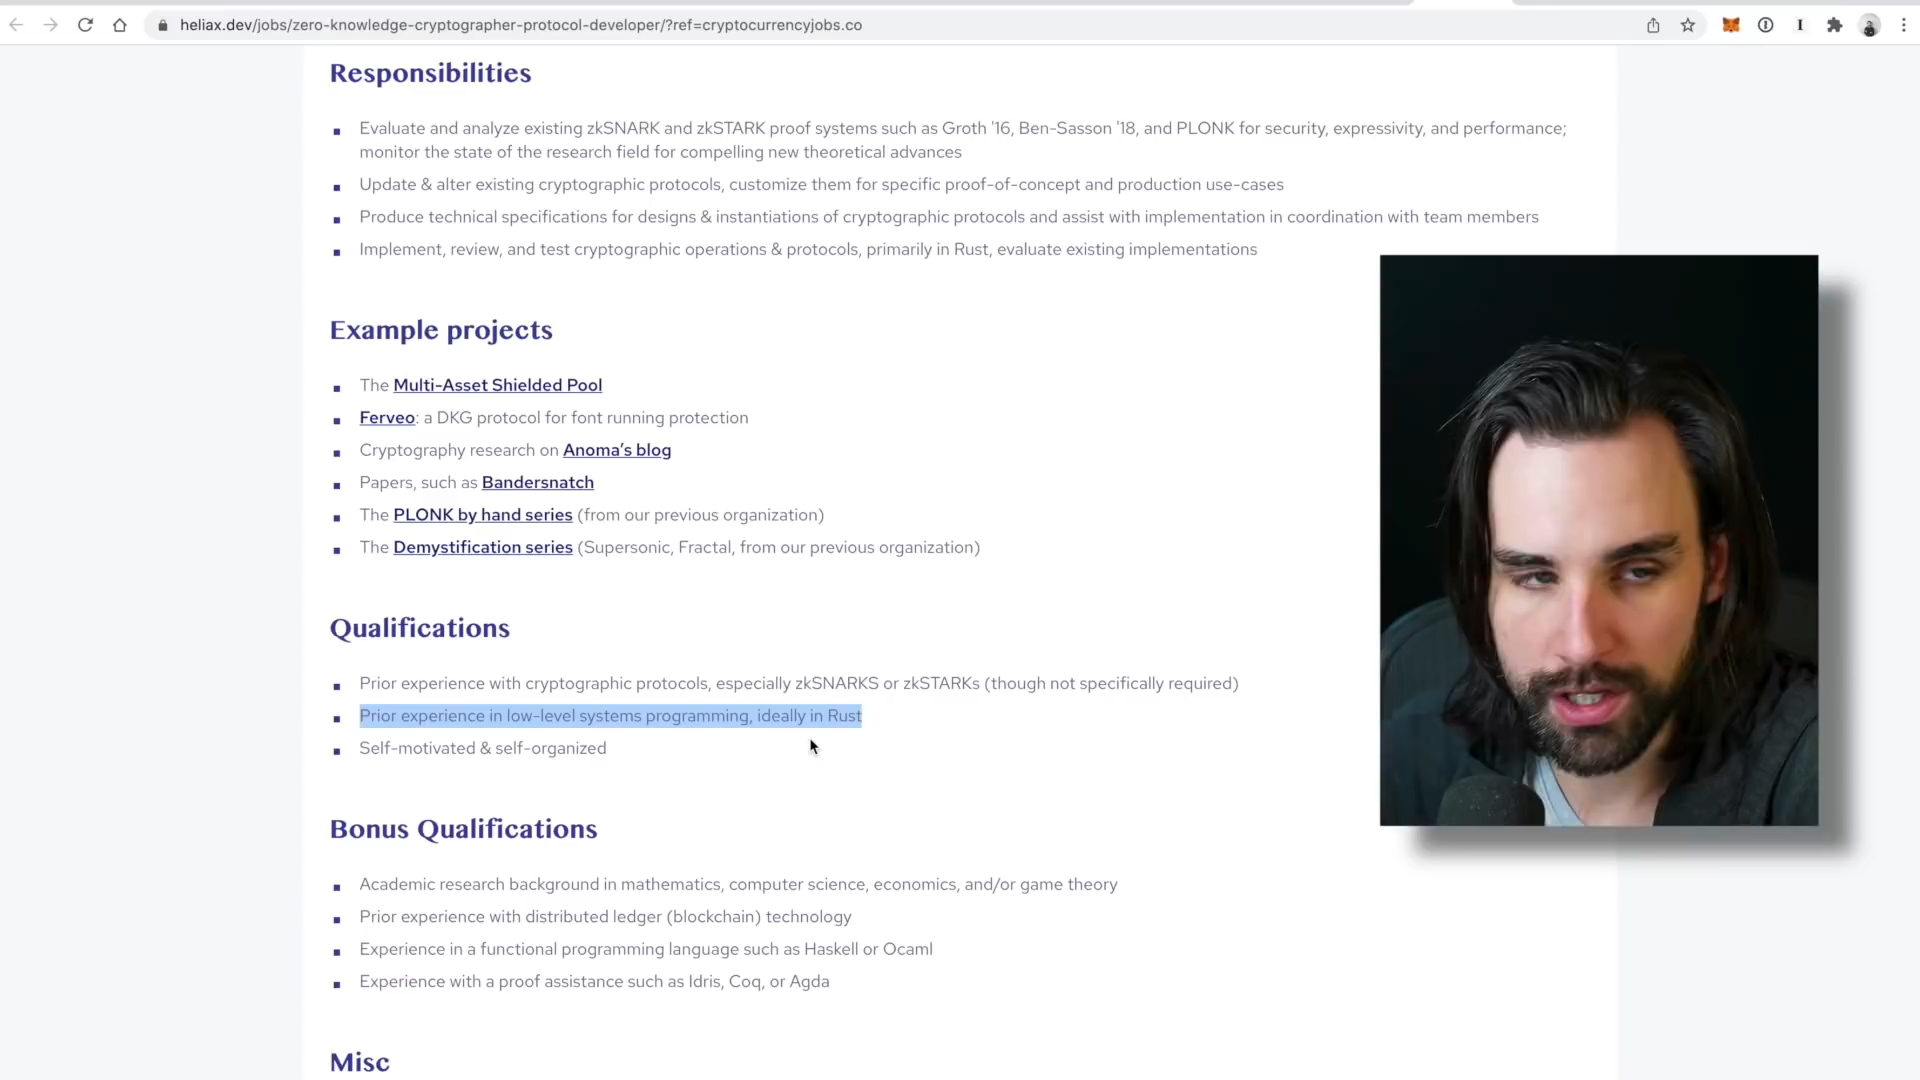 heliax.dev/jobs/zero-knowledge-cryptographer-protocol-developer/?ref=cryptocurrencyjobs.co
Responsibilities
Evaluate and analyze existing zkSNARK and zkSTARK proof systems such as Groth '16, Ben-Sasson '18, and PLONK for security, expressivity, and performance;
monitor the state of the research field for compelling new theoretical advances
Update & alter existing cryptographic protocols, customize them for specific proof-of-concept and production use-cases
Produce technical specifications for designs & instantiations of cryptographic protocols and assist with implementation in coordination with team members
Implement, review, and test cryptographic operations & protocols, primarily in Rust, evaluate existing implementations
Example projects
The Multi-Asset Shielded Pool
Ferveo: a DKG protocol for font running protection
Cryptography research on Anoma’s blog
Papers, such as Bandersnatch
The PLONK by hand series (from our previous organization)
The Demystification series (Supersonic, Fractal, from our previous organization)
Qualifications
Prior experience with cryptographic protocols, especially zkSNARKS or zkSTARKs (though not specifically required)
Prior experience in low-level systems programming, ideally in Rust
Self-motivated & self-organized
Bonus Qualifications
Academic research background in mathematics, computer science, economics, and/or game theory
Prior experience with distributed ledger (blockchain) technology
Experience in a functional programming language such as Haskell or Ocaml
Experience with a proof assistance such as Idris, Coq, or Agda
Misc